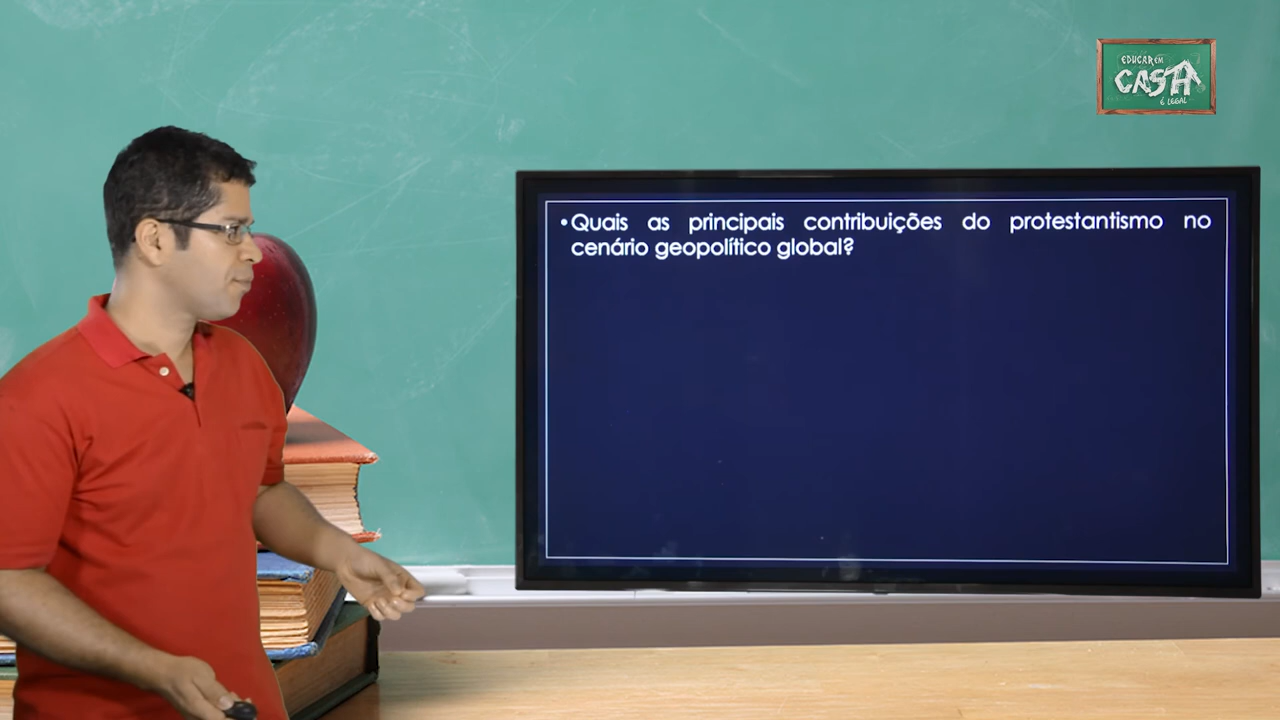 EDUCAR EM
CASA
É LEGAL
•Quais as principais contribuições do protestantismo no
cenário geopolítico global?